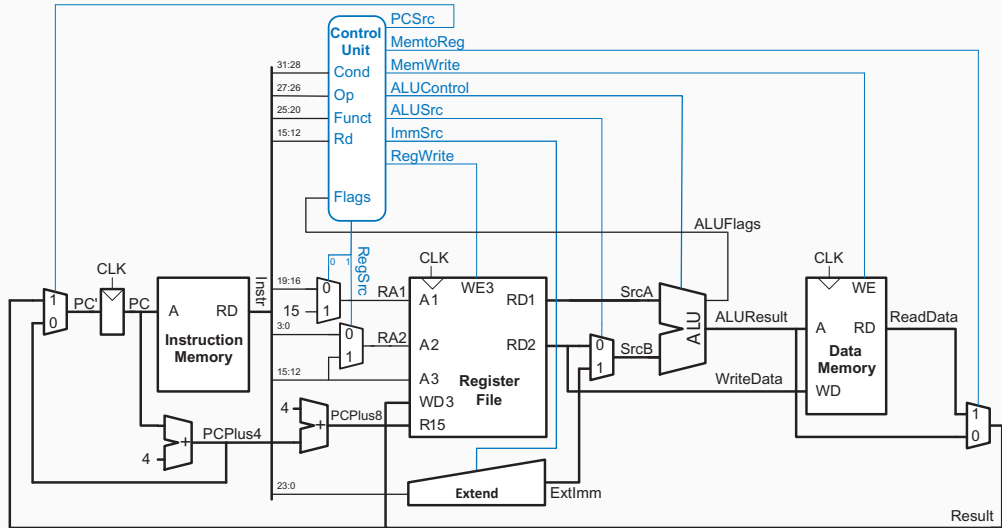 PCSrc
Control
Unit
MemtoReg
MemWrite
31:28
Cond
27:26
Op
ALUControl
25:20
Funct
ALUSrc
15:12
Rd
ImmSrc
RegWrite
Flags
ALUFlags
0 1
RegSrc
CLK
CLK
CLK
Instr
1
0
PC'
PC
A RD
Instruction
Memory
19:16
15
0
1
RA1
3:0
0
1
RA2
15:12
A1
WE3
RD1
A2
RD2
A3
WD3
R15
Register
File
SrcA
0
1
SrcB
ALU
ALUResult
WriteData
WE
A RD
Data
Memory
WD
ReadData
1
0
4
+
PCPlus4
4
+
PCPlus8
23:0
Extend
ExtImm
Result